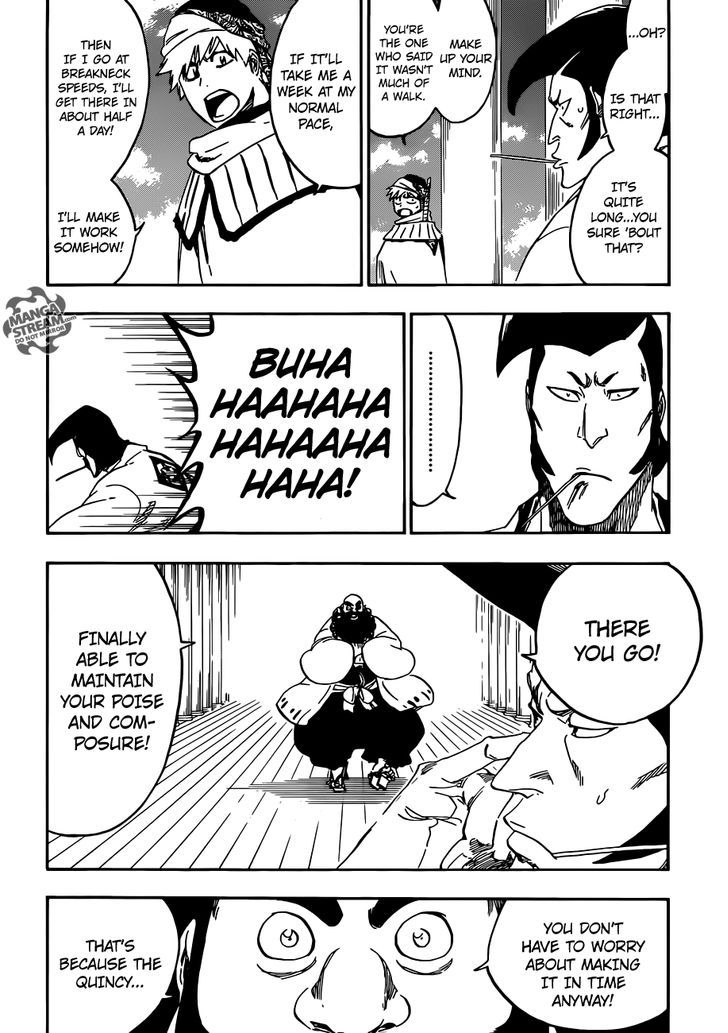 ...OH?
IS THAT
RIGHT...
IT'S
QUITE
LONG...YOU
SURE 'BOUT
THAT?
MAKE
UP YOUR
MIND.
YOU'RE
THE ONE
WHO SAID
IT WASN'T
MUCH OF
A WALK.
IF IT'LL
TAKE ME A
WEEK AT MY
NORMAL
PACE,
THEN
IF I GO AT
BREAKNECK
SPEEDS, I'LL
GET THERE IN
ABOUT HALF
A DAY!
I'LL MAKE
IT WORK
SOMEHOW!
MANGA
STREAM.com
DO NOT MIRROR!
............
BUHA
HAAHAHA
HAHAAHA
HAHA!
THERE
YOU GO!
FINALLY
ABLE TO
MAINTAIN
YOUR POISE
AND COM-
POSURE!
YOU DON'T
HAVE TO WORRY
ABOUT MAKING
IT IN TIME
ANYWAY!
THAT'S
BECAUSE THE
QUINCY...